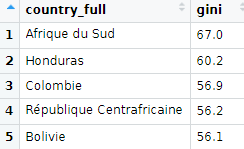 country_full gini
1 Afrique du Sud 67.0
2 Honduras 60.2
3 Colombie 56.9
4 République Centrafricaine 56.2
5 Bolivie 56.1